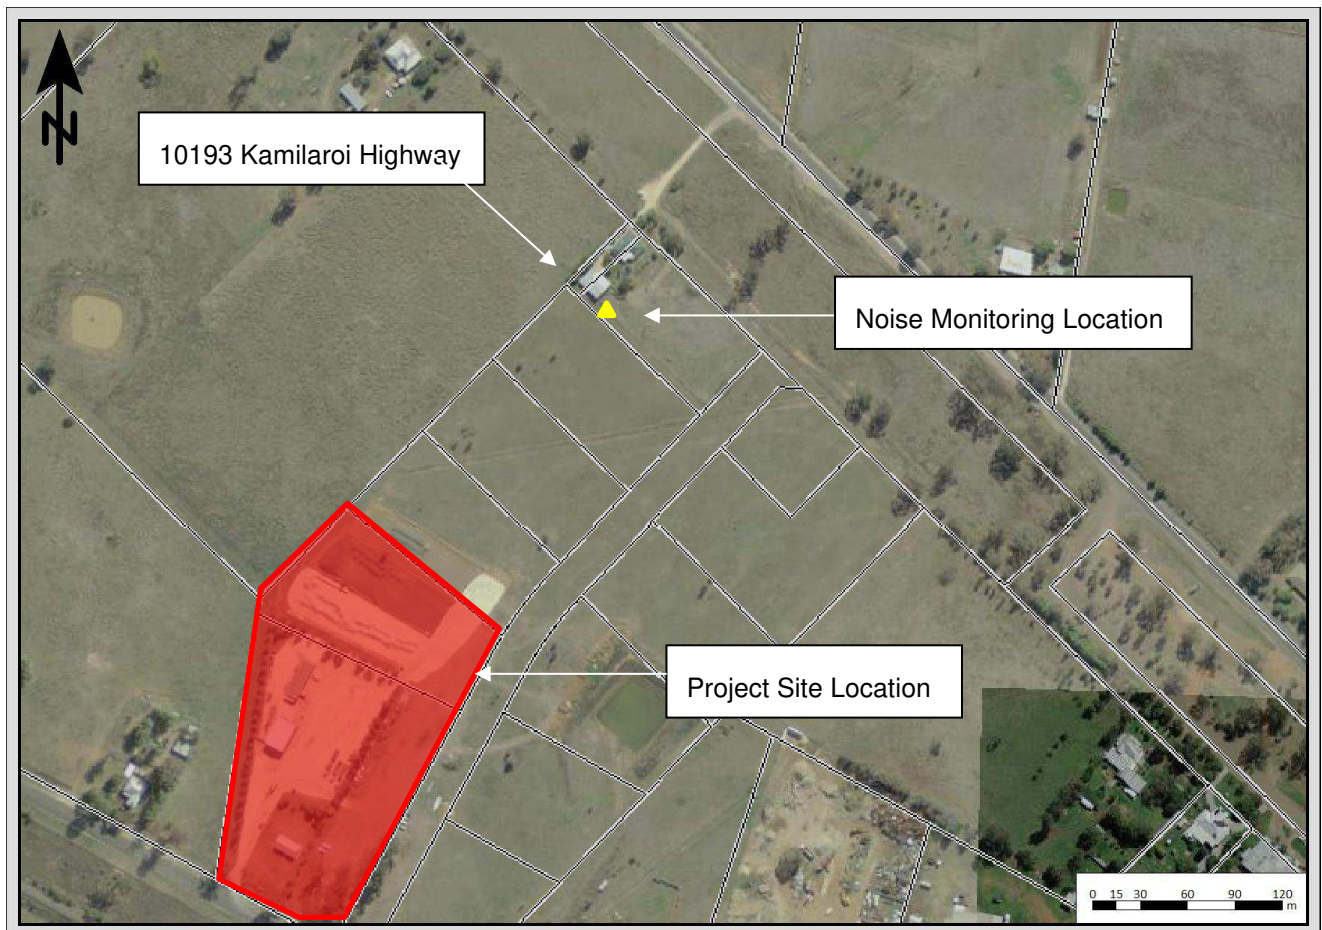 N
10193 Kamilaroi Highway
Noise Monitoring Location
Project Site Location
0 15 30 60 90 120
m